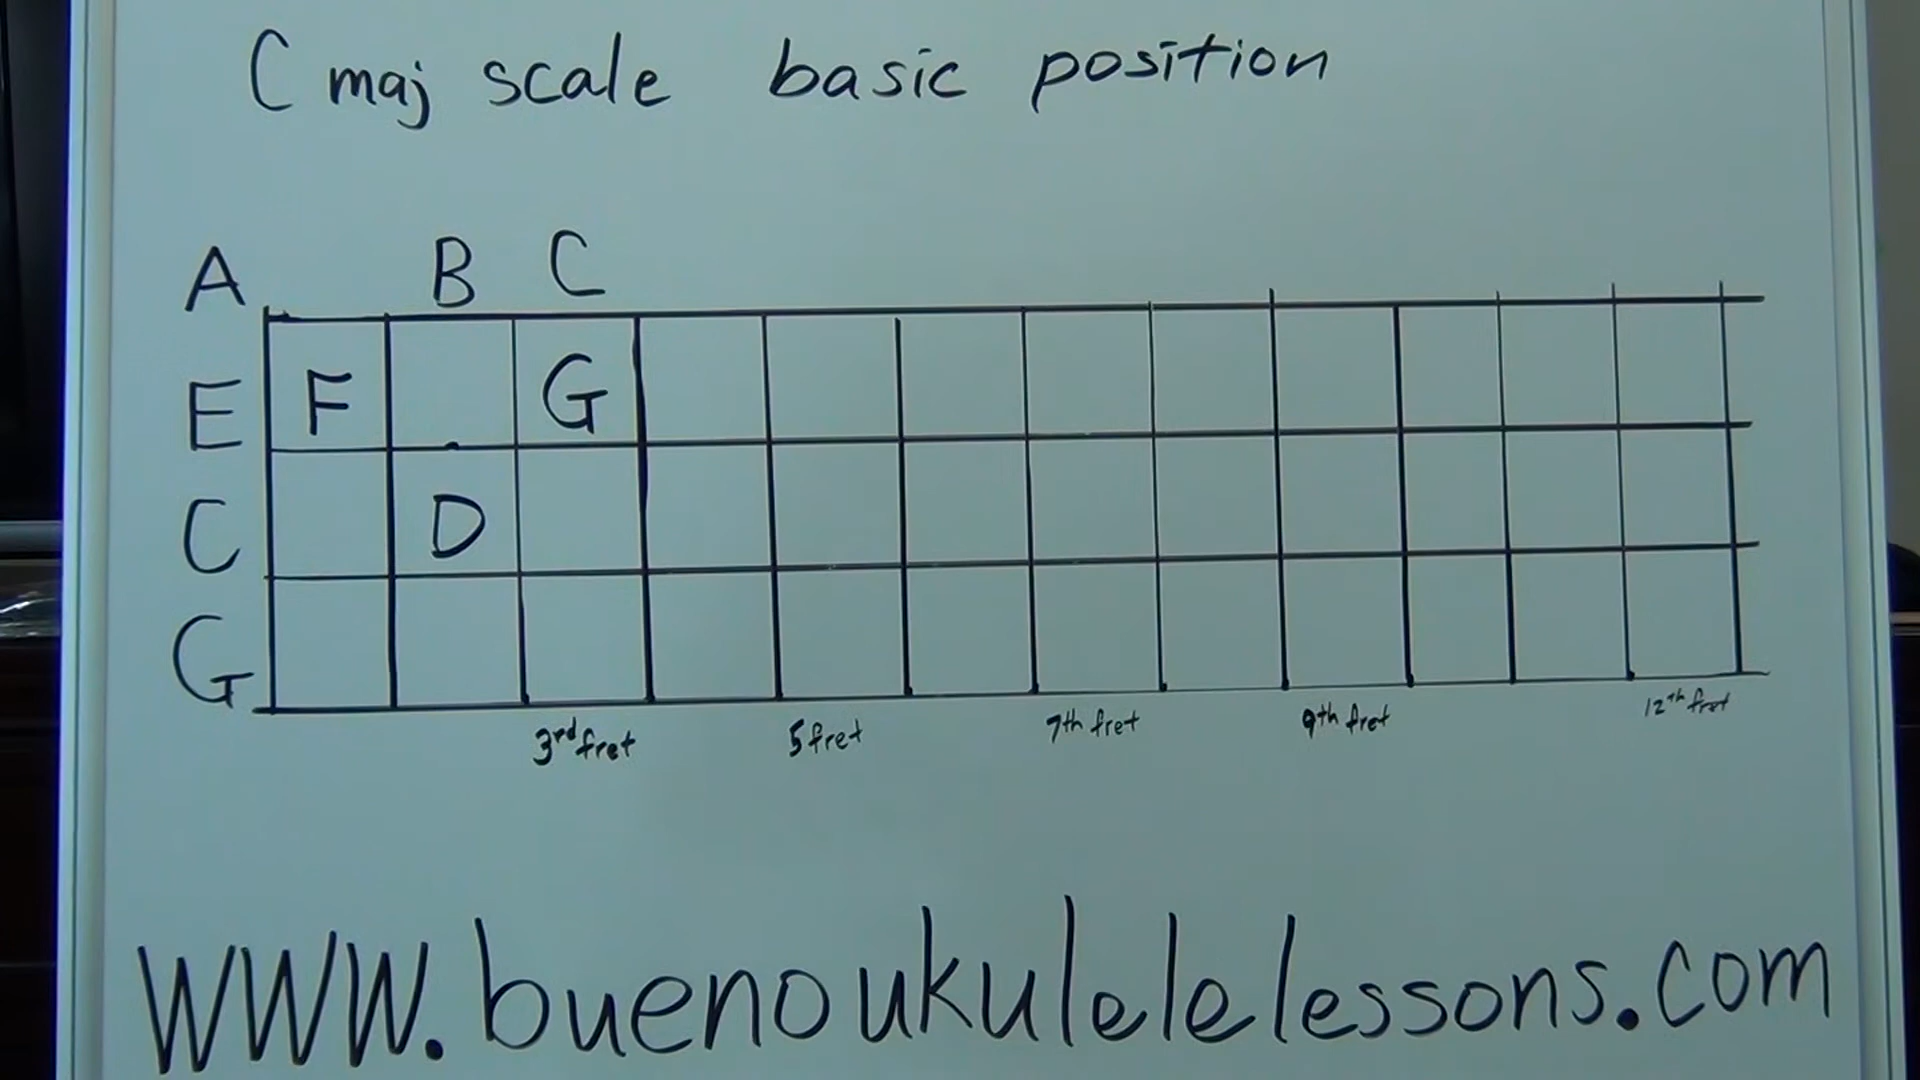 C maj scale basic position
A B C
E F G
C D
G
3rd fret 5 fret 7th fret 9th fret 12th fret
www.buenoukulelelessons.com